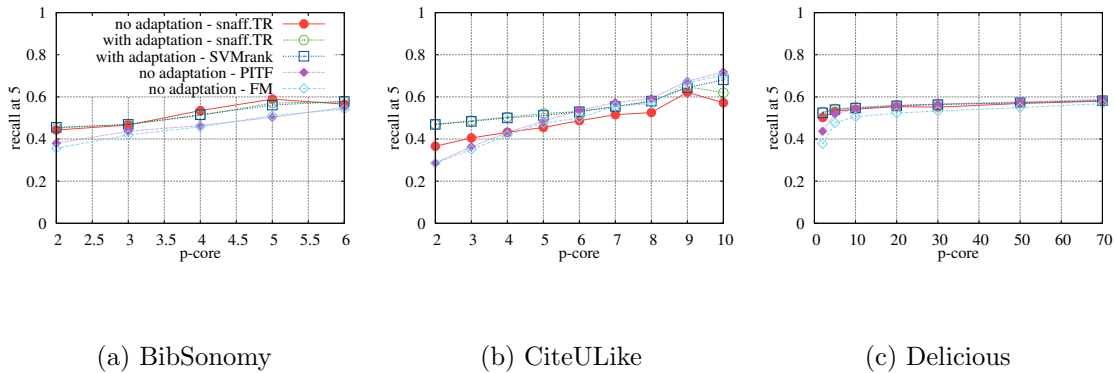 no adaptation - snaff.TR
with adaptation - snaff.TR
with adaptation - SVMrank
no adaptation - PITF
no adaptation - FM
recall at 5
1
0.8
0.6
0.4
0.2
0
2 2.5 3 3.5 4 4.5 5 5.5 6
p-core
recall at 5
1
0.8
0.6
0.4
0.2
0
2 3 4 5 6 7 8 9 10
p-core
recall at 5
1
0.8
0.6
0.4
0.2
0
0 10 20 30 40 50 60 70
p-core
(a) BibSonomy
(b) CiteULike
(c) Delicious